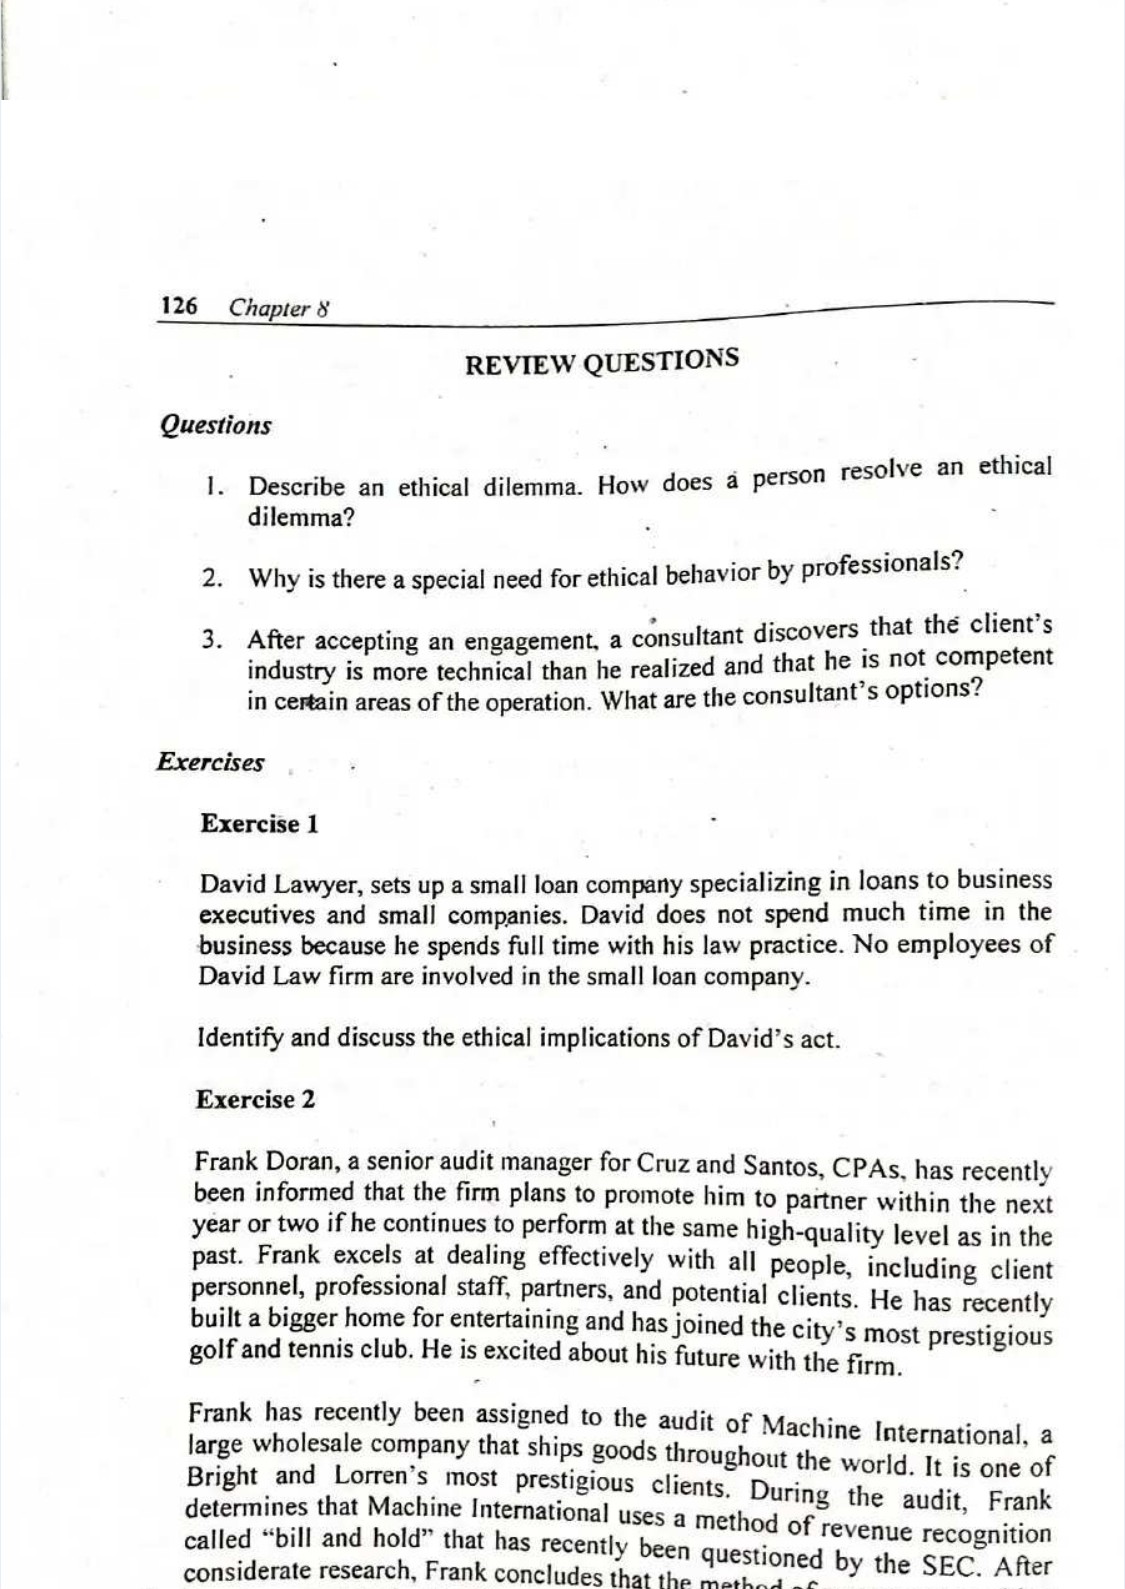 126 Chapter 8
REVIEW QUESTIONS
Questions
1. Describe an ethical dilemma. How does a person resolve an ethical
dilemma?
2. Why is there a special need for ethical behavior by professionals?
3. After accepting an engagement, a consultant discovers that the client's
industry is more technical than he realized and that he is not competent
in certain areas of the operation. What are the consultant's options?
Exercises
Exercise 1
David Lawyer, sets up a small loan company specializing in loans to business
executives and small companies. David does not spend much time in the
business because he spends full time with his law practice. No employees of
David Law firm are involved in the small loan company.
Identify and discuss the ethical implications of David's act.
Exercise 2
Frank Doran, a senior audit manager for Cruz and Santos, CPAs, has recently
been informed that the firm plans to promote him to partner within the next
year or two if he continues to perform at the same high-quality level as in the
past. Frank excels at dealing effectively with all people, including client
personnel, professional staff, partners, and potential clients. He has recently
built a bigger home for entertaining and has joined the city's most prestigious
golf and tennis club. He is excited about his future with the firm.
Frank has recently been assigned to the audit of Machine International, a
large wholesale company that ships goods throughout the world. It is one of
Bright and Lorren's most prestigious clients. During the audit, Frank
determines that Machine International uses a method of revenue recognition
called "bill and hold" that has recently been questioned by the SEC. After
considerate research, Frank concludes that the method of